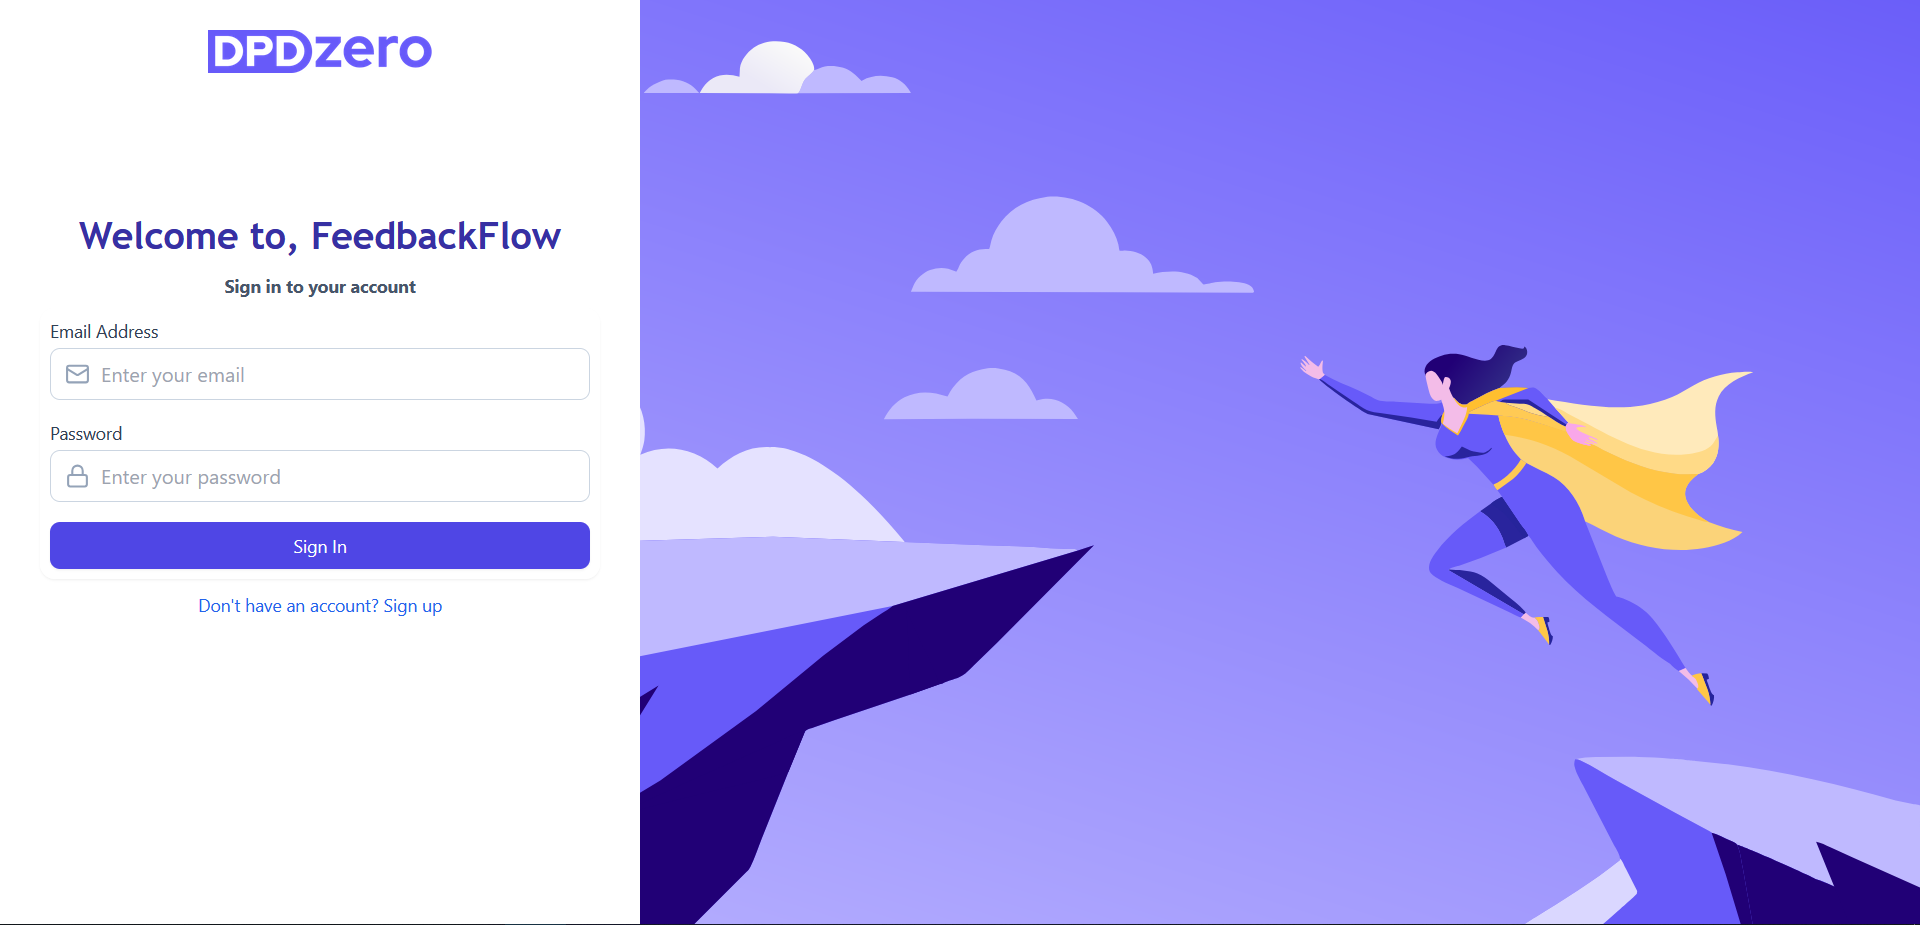 DPDzero
Welcome to, FeedbackFlow
Sign in to your account
Email Address
Enter your email
Password
Enter your password
Sign In
Don't have an account? Sign up